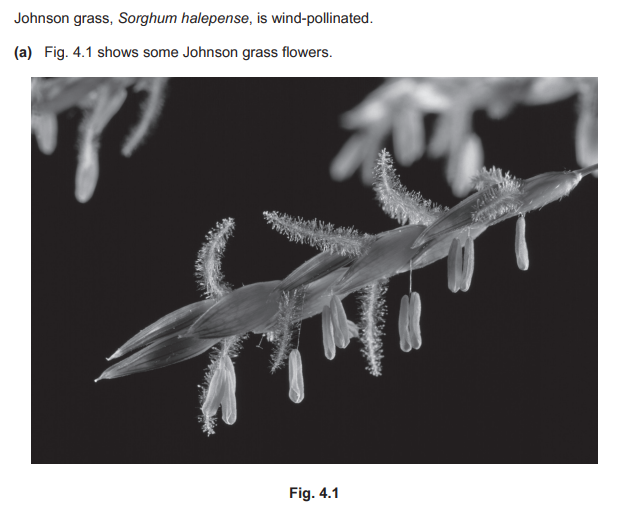 Johnson grass, Sorghum halepense, is wind-pollinated.
(a) Fig. 4.1 shows some Johnson grass flowers.
Fig. 4.1